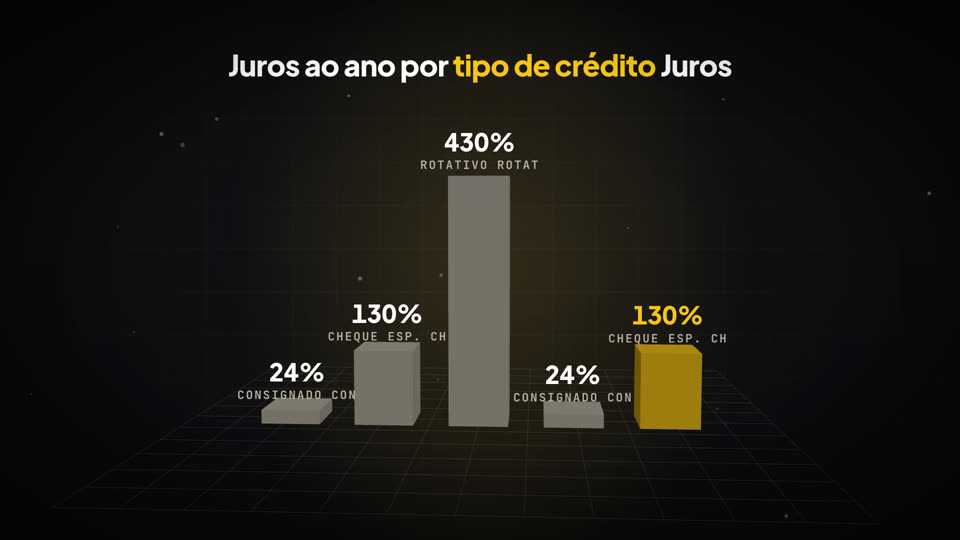 Juros ao ano por tipo de crédito Juros
430%
ROTATIVO ROTAT
130%
CHEQUE ESP. CH
130%
CHEQUE ESP. CH
24%
CONSIGNADO CON
24%
CONSIGNADO CON